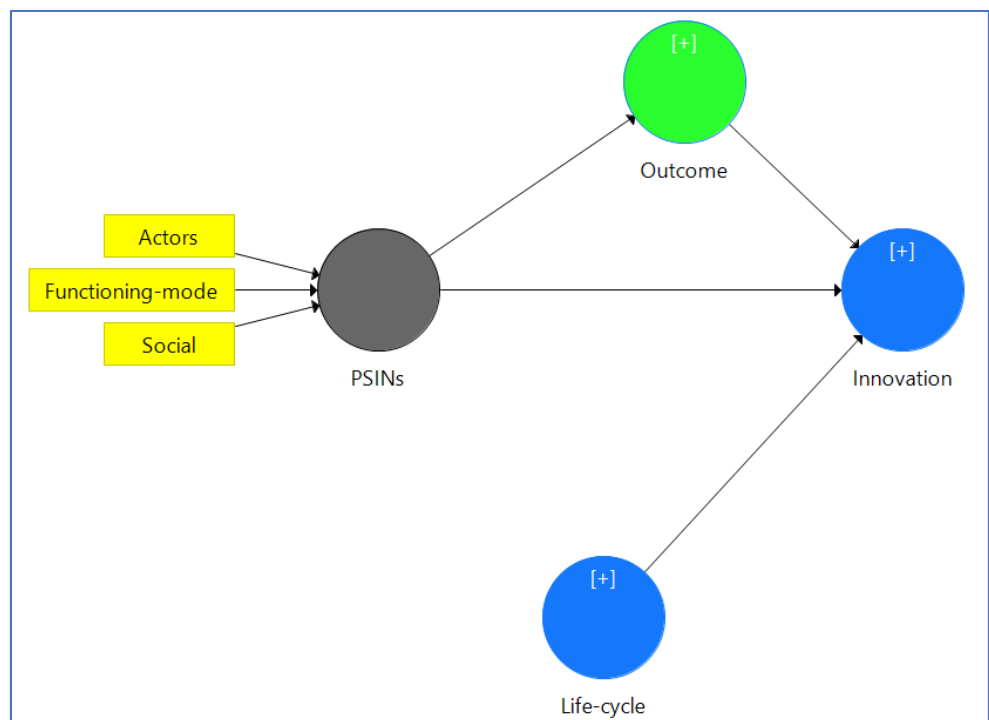 [+]
Outcome
Actors
Functioning-mode
Social
PSINs
[+]
Innovation
[+]
Life-cycle